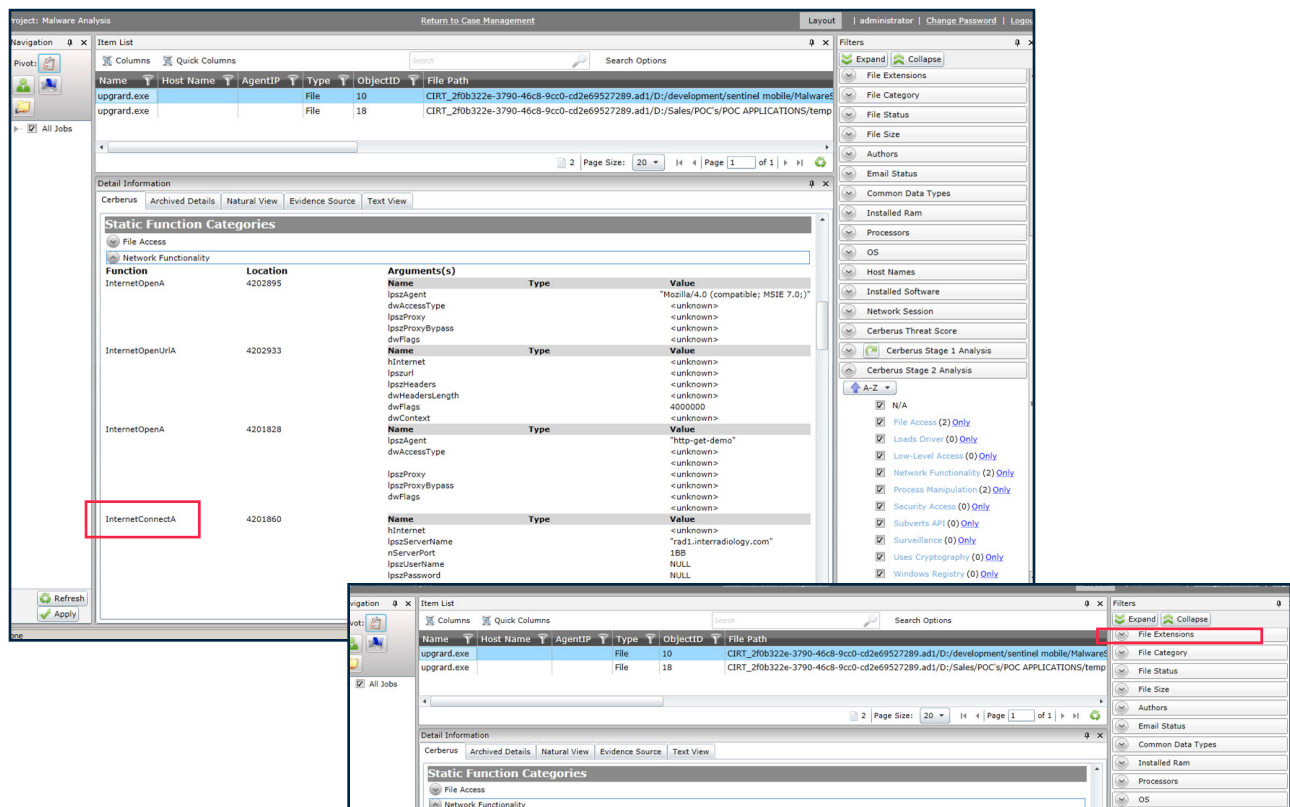 roject: Malware Analysis Return to Case Management Layout | administrator | Change Password | Logou
Navigation Item List Filters
Pivot: Columns Quick Columns Search Search Options Expand Collapse
Name Host Name AgentIP Type ObjectID File Path File Extensions
upgrard.exe File 10 CIRT_2f0b322e-3790-46c8-9cc0-cd2e69527289.ad1/D:/development/sentinel mobile/MalwareS File Category
upgrard.exe File 18 CIRT_2f0b322e-3790-46c8-9cc0-cd2e69527289.ad1/D:/Sales/POC's/POC APPLICATIONS/temp File Status
All Jobs
File Size
2 Page Size: 20 Page 1 of 1 Authors
Email Status
Detail Information
Cerberus Archived Details Natural View Evidence Source Text View Common Data Types
Installed Ram
Static Function Categories
File Access Processors
Network Functionality OS
Function Location Arguments(s) Host Names
InternetOpenA 4202895 Name Type Value
lpszAgent "Mozilla/4.0 (compatible; MSIE 7.0;)" Installed Software
dwAccessType <unknown>
lpszProxy <unknown> Network Session
lpszProxyBypass <unknown>
dwFlags <unknown> Cerberus Threat Score
InternetOpenUrlA 4202933 Name Type Value Cerberus Stage 1 Analysis
hInternet <unknown>
lpszurl <unknown> Cerberus Stage 2 Analysis
lpszHeaders <unknown>
dwHeadersLength <unknown> A-Z
dwFlags 4000000
dwContext <unknown> N/A
InternetOpenA 4201828 Name Type Value File Access (2) Only
lpszAgent "http-get-demo" Loads Driver (0) Only
dwAccessType <unknown>
<unknown> Low-Level Access (0) Only
lpszProxy <unknown> Network Functionality (2) Only
lpszProxyBypass <unknown>
dwFlags <unknown> Process Manipulation (2) Only
<unknown> Security Access (0) Only
InternetConnectA 4201860 Name Type Value Subverts API (0) Only
hInternet <unknown>
lpszServerName "rad1.interradiology.com" Surveillance (0) Only
nServerPort 1BB Uses Cryptography (0) Only
lpszUserName NULL
lpszPassword NULL Windows Registry (0) Only
Refresh
Apply
one
vigation Item List Filters
vot: Columns Quick Columns Search Search Options Expand Collapse
Name Host Name AgentIP Type ObjectID File Path File Extensions
upgrard.exe File 10 CIRT_2f0b322e-3790-46c8-9cc0-cd2e69527289.ad1/D:/development/sentinel mobile/MalwareS File Category
upgrard.exe File 18 CIRT_2f0b322e-3790-46c8-9cc0-cd2e69527289.ad1/D:/Sales/POC's/POC APPLICATIONS/temp File Status
All Jobs
File Size
2 Page Size: 20 Page 1 of 1 Authors
Email Status
Detail Information
Cerberus Archived Details Natural View Evidence Source Text View Common Data Types
Installed Ram
Static Function Categories
File Access Processors
Network Functionality OS